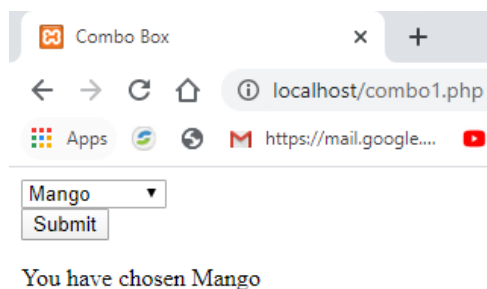 Combo Box
localhost/combo1.php
Apps
https://mail.google....
Mango
Submit
You have chosen Mango